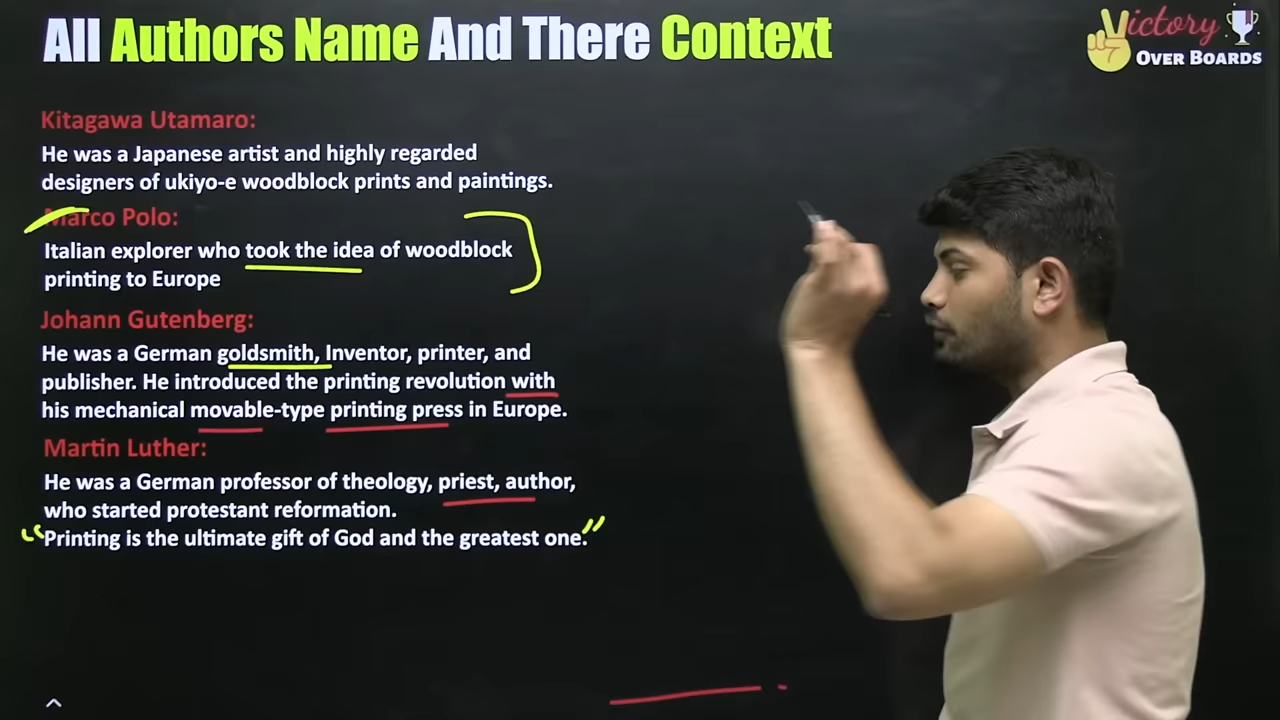 All Authors Name And There Context
Victory
OVER BOARDS
Kitagawa Utamaro:
He was a Japanese artist and highly regarded
designers of ukiyo-e woodblock prints and paintings.
Marco Polo:
Italian explorer who took the idea of woodblock
printing to Europe
Johann Gutenberg:
He was a German goldsmith, Inventor, printer, and
publisher. He introduced the printing revolution with
his mechanical movable-type printing press in Europe.
Martin Luther:
He was a German professor of theology, priest, author,
who started protestant reformation.
“Printing is the ultimate gift of God and the greatest one.”